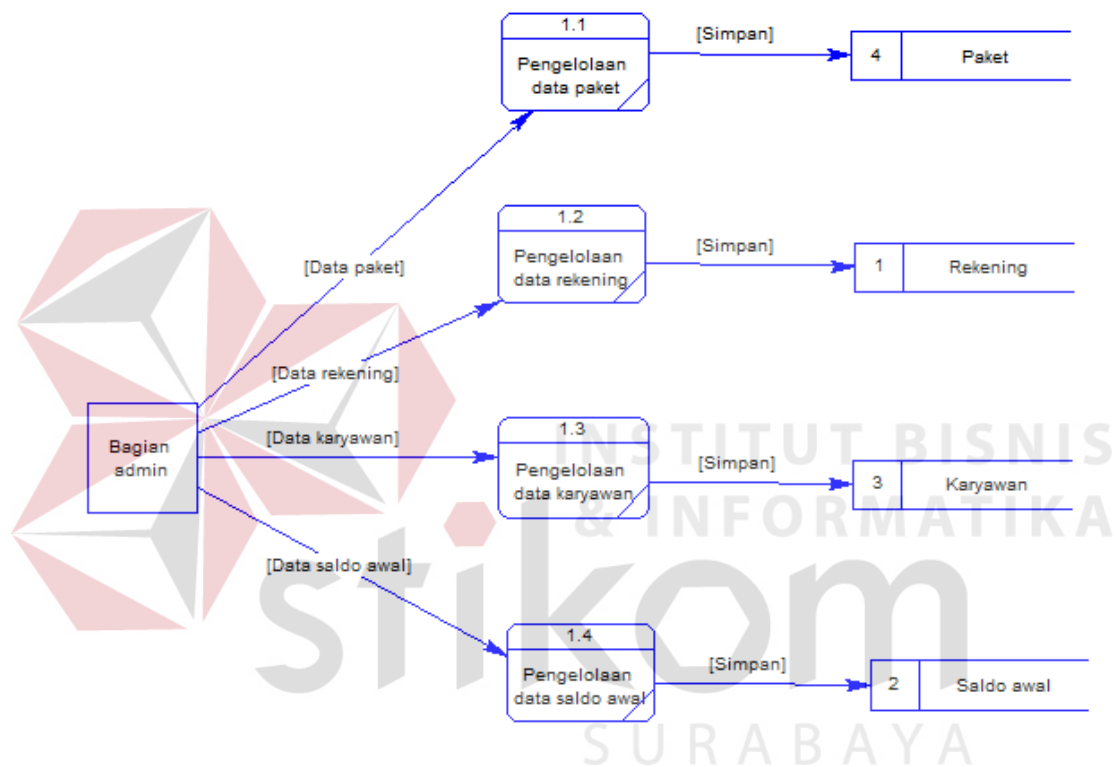 1.1
Pengelolaan
data paket
[Simpan]
4
Paket
[Data paket]
1.2
Pengelolaan
data rekening
[Simpan]
1
Rekening
[Data rekening]
Bagian
admin
[Data karyawan]
1.3
Pengelolaan
data karyawan
[Simpan]
3
Karyawan
[Data saldo awal]
1.4
Pengelolaan
data saldo awal
[Simpan]
2
Saldo awal
INSTITUT BISNIS
& INFORMATIKA
stikom
SURABAYA